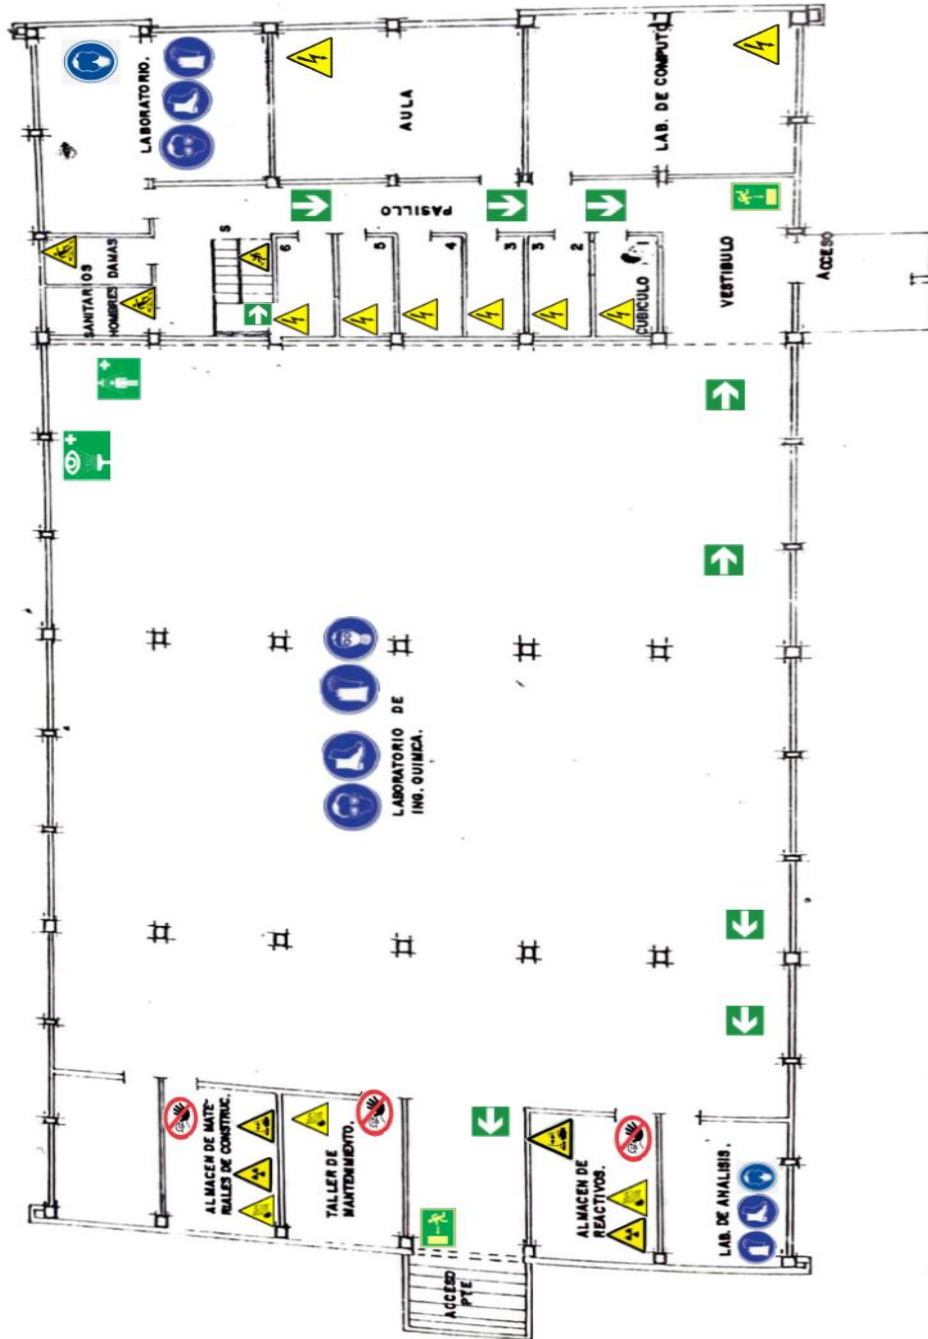 LABORATORIO.
AULA
LAB. DE COMPUTO
SANITARIOS
HOMBRES DAMAS
S
PASILLO
6
5
4
3
3
2
1
CUBICULO
VESTIBULO
ACCESO
LABORATORIO DE
ING. QUIMICA.
ALMACEN DE MATE-
RIALES DE CONSTRUC.
TALLER DE
MANTENIMIENTO.
ACCESO
PTE
ALMACEN DE
REACTIVOS.
LAB. DE ANALISIS.